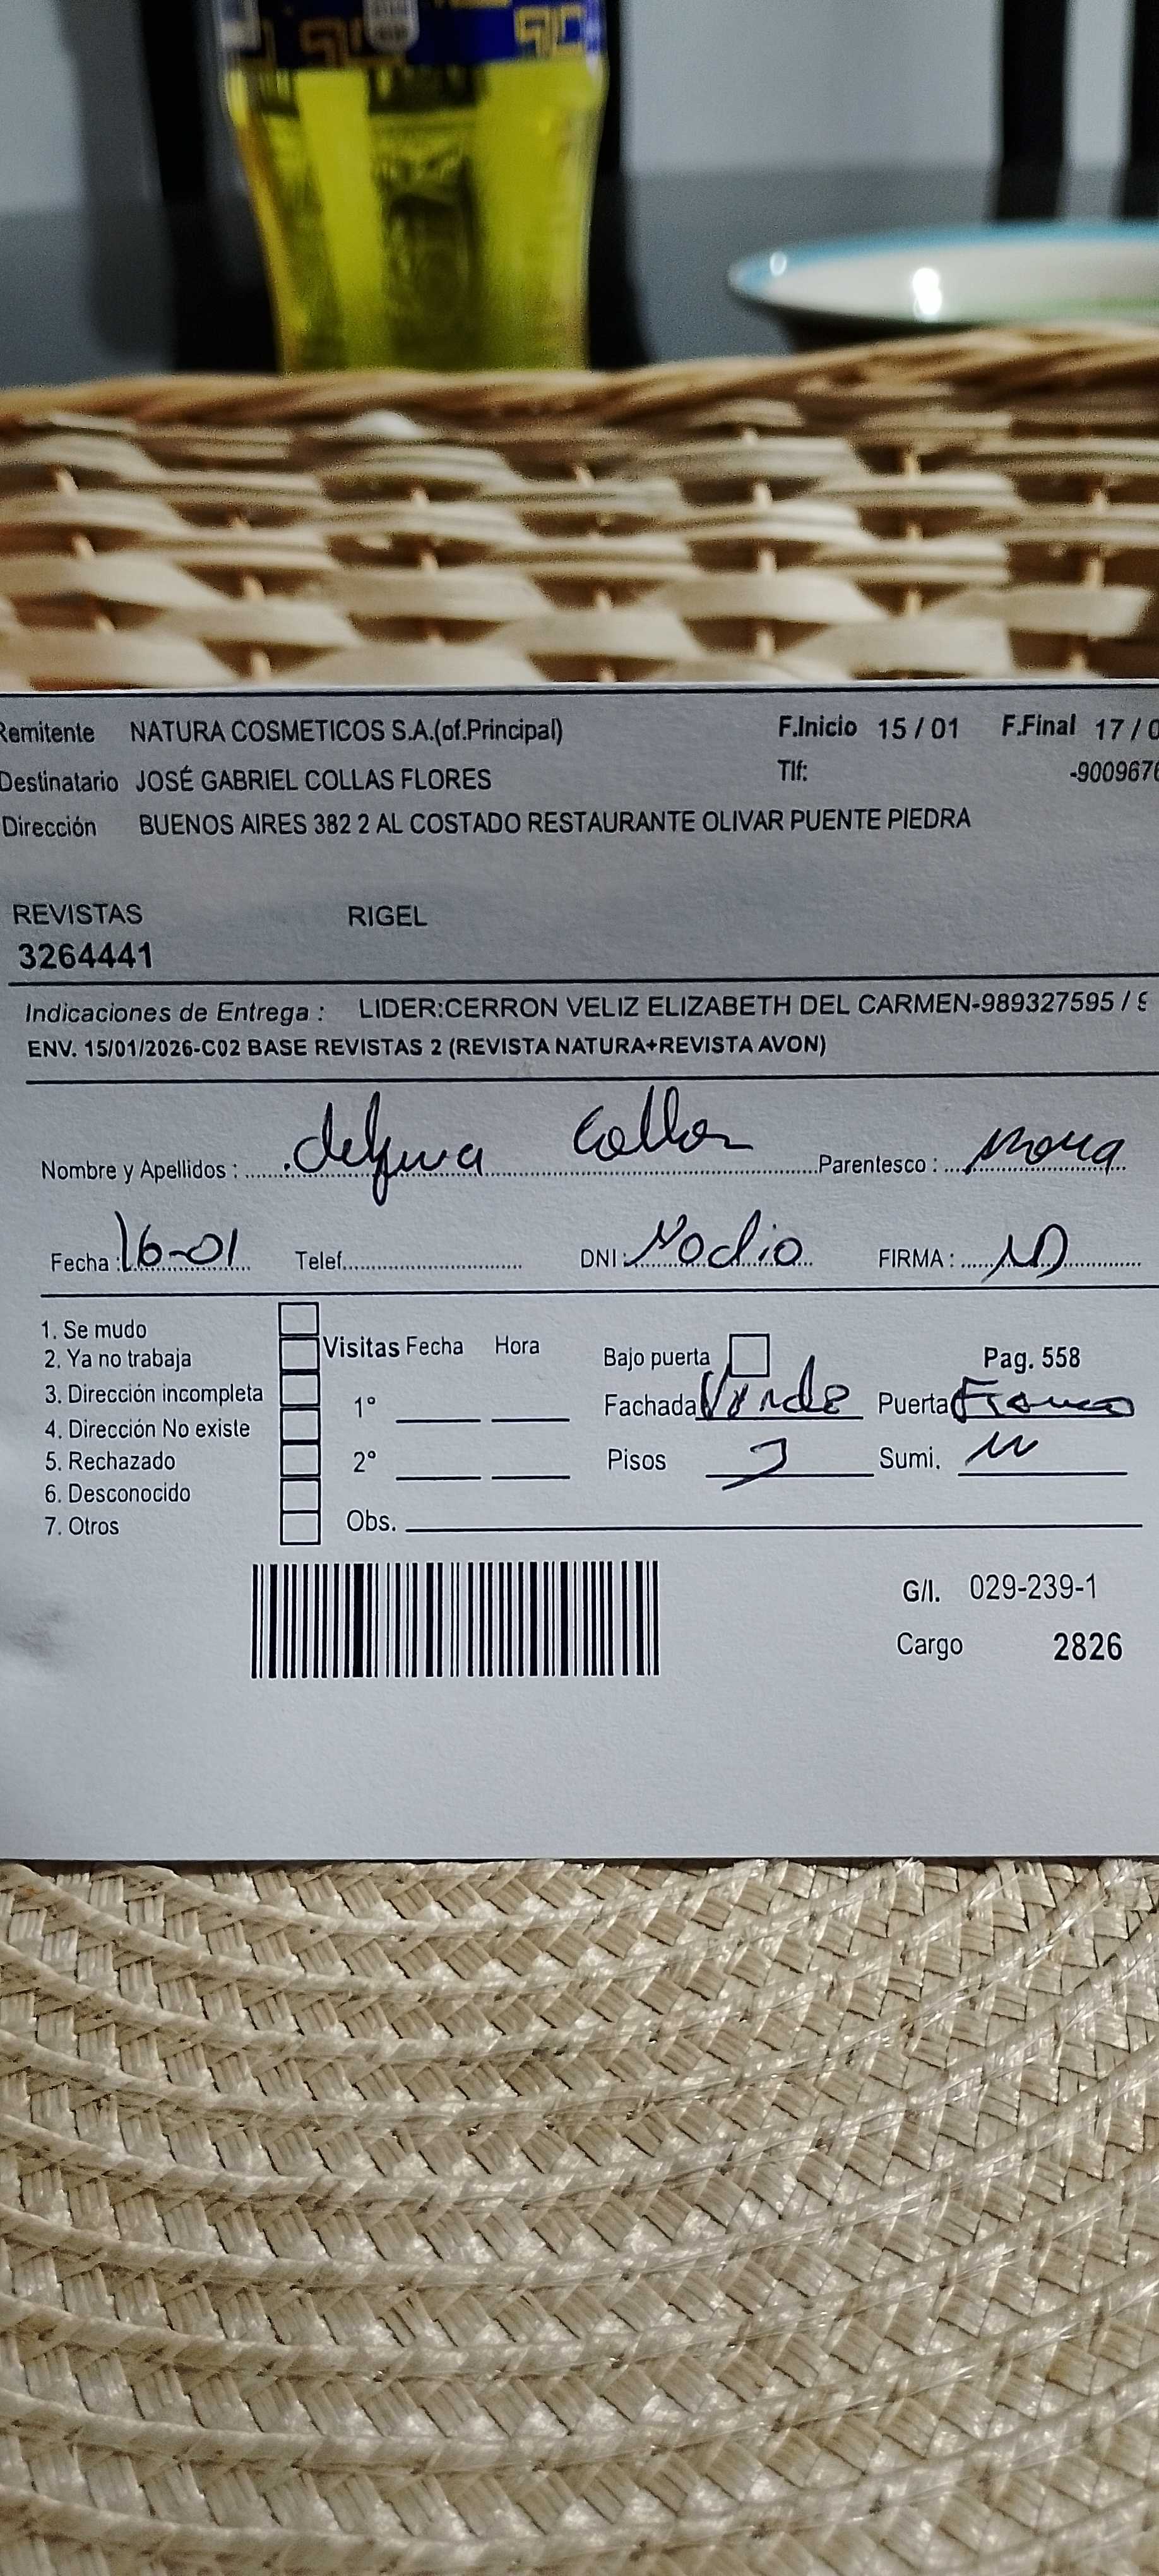 Remitente NATURA COSMETICOS S.A.(of.Principal) F.Inicio 15 / 01 F.Final 17 / 0
Destinatario JOSÉ GABRIEL COLLAS FLORES Tlf: -9009676
Dirección BUENOS AIRES 382 2 AL COSTADO RESTAURANTE OLIVAR PUENTE PIEDRA
REVISTAS RIGEL
3264441
Indicaciones de Entrega : LIDER:CERRON VELIZ ELIZABETH DEL CARMEN-989327595 / 9
ENV. 15/01/2026-C02 BASE REVISTAS 2 (REVISTA NATURA+REVISTA AVON)
Nombre y Apellidos : Parentesco :
Fecha : 16-01 Telef. DNI : FIRMA :
1. Se mudo
2. Ya no trabaja
3. Dirección incompleta
4. Dirección No existe
5. Rechazado
6. Desconocido
7. Otros
Visitas Fecha Hora
1°
2°
Obs.
Bajo puerta Pag. 558
Fachada Verde Puerta
Pisos Sumi.
G/I. 029-239-1
Cargo 2826